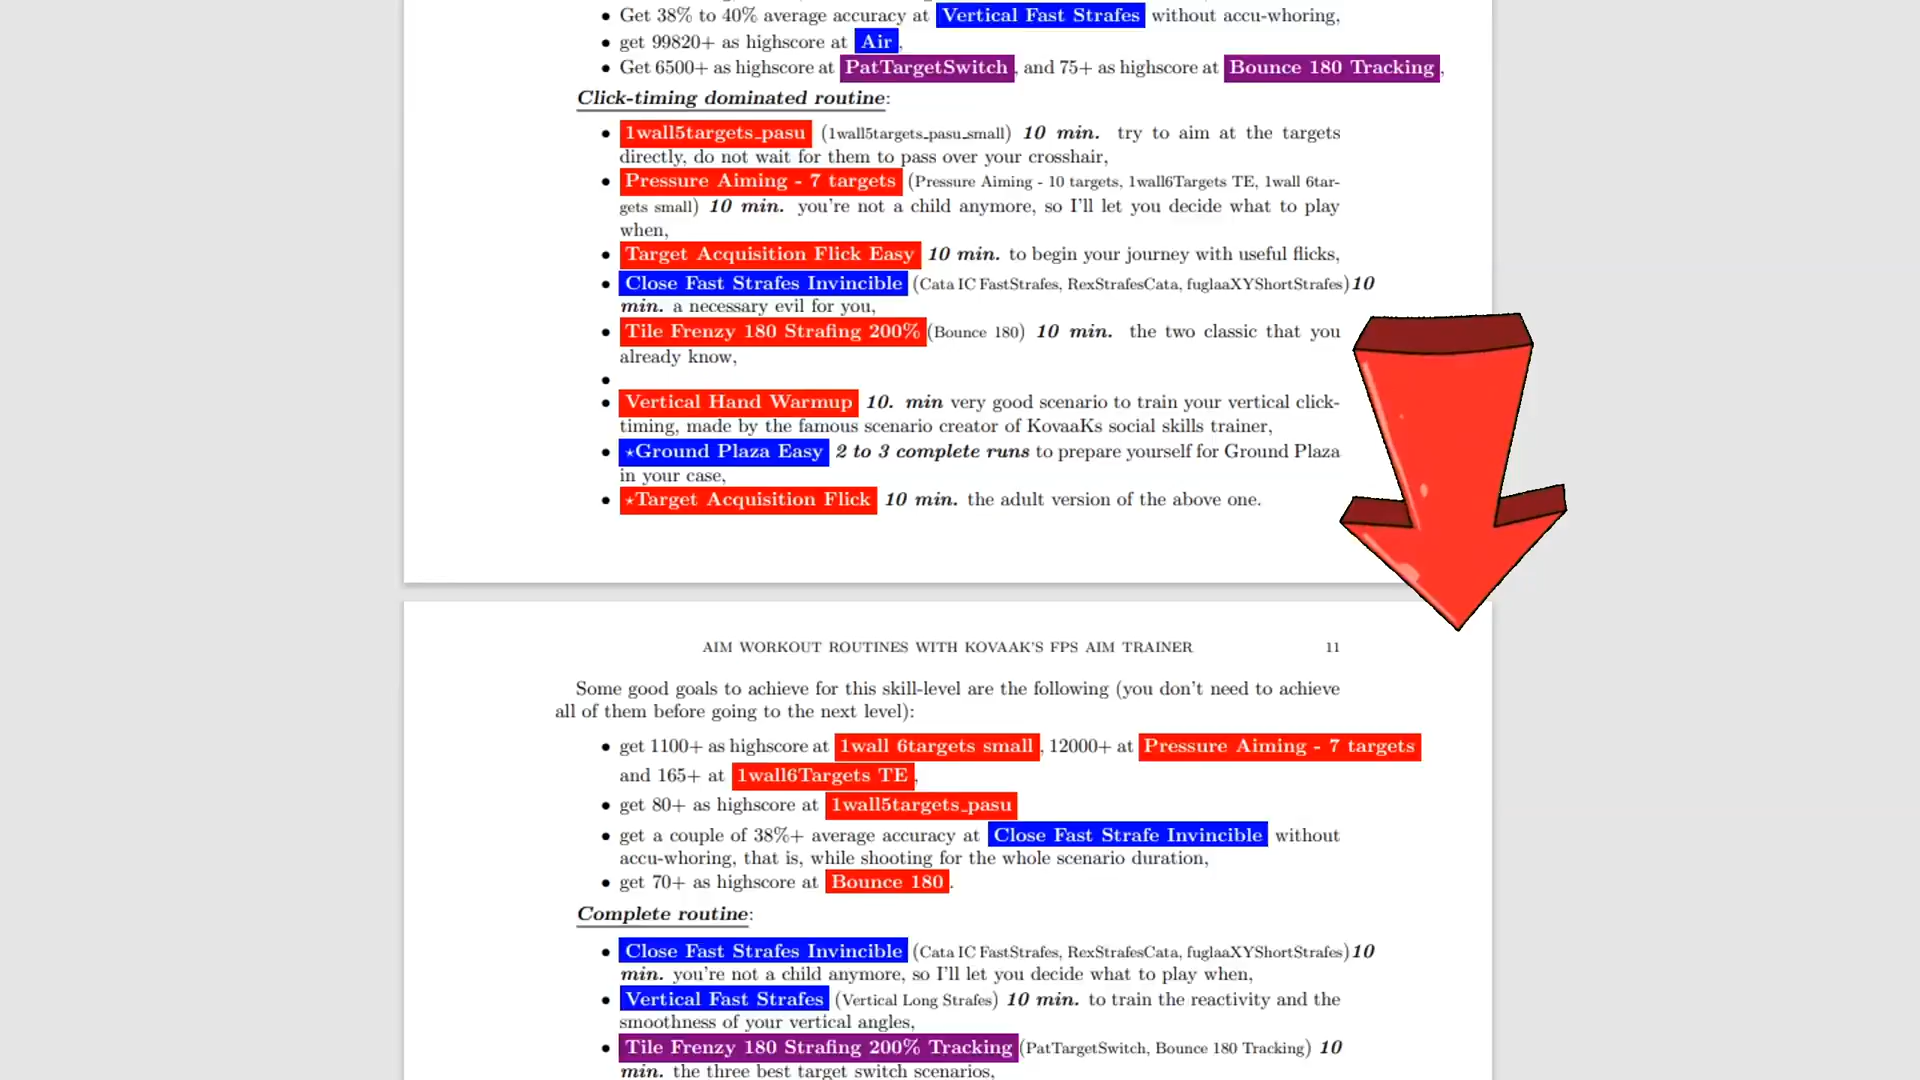 • Get 38% to 40% average accuracy at Vertical Fast Strafes without accu-whoring,
• get 99820+ as highscore at Air,
• Get 6500+ as highscore at PatTargetSwitch, and 75+ as highscore at Bounce 180 Tracking,
Click-timing dominated routine:
• 1wall5targets_pasu (1wall5targets_pasu_small) 10 min. try to aim at the targets
directly, do not wait for them to pass over your crosshair,
• Pressure Aiming - 7 targets (Pressure Aiming - 10 targets, 1wall6Targets TE, 1wall 6tar-
gets small) 10 min. you're not a child anymore, so I'll let you decide what to play
when,
• Target Acquisition Flick Easy 10 min. to begin your journey with useful flicks,
• Close Fast Strafes Invincible (Cata IC FastStrafes, RexStrafesCata, fuglaaXYShortStrafes)10
min. a necessary evil for you,
• Tile Frenzy 180 Strafing 200% (Bounce 180) 10 min. the two classic that you
already know,
•
• Vertical Hand Warmup 10. min very good scenario to train your vertical click-
timing, made by the famous scenario creator of KovaaKs social skills trainer,
• ⋆Ground Plaza Easy 2 to 3 complete runs to prepare yourself for Ground Plaza
in your case,
• ⋆Target Acquisition Flick 10 min. the adult version of the above one.
AIM WORKOUT ROUTINES WITH KOVAAK'S FPS AIM TRAINER 11
Some good goals to achieve for this skill-level are the following (you don't need to achieve
all of them before going to the next level):
• get 1100+ as highscore at 1wall 6targets small, 12000+ at Pressure Aiming - 7 targets
and 165+ at 1wall6Targets TE,
• get 80+ as highscore at 1wall5targets_pasu
• get a couple of 38%+ average accuracy at Close Fast Strafe Invincible without
accu-whoring, that is, while shooting for the whole scenario duration,
• get 70+ as highscore at Bounce 180.
Complete routine:
• Close Fast Strafes Invincible (Cata IC FastStrafes, RexStrafesCata, fuglaaXYShortStrafes)10
min. you're not a child anymore, so I'll let you decide what to play when,
• Vertical Fast Strafes (Vertical Long Strafes) 10 min. to train the reactivity and the
smoothness of your vertical angles,
• Tile Frenzy 180 Strafing 200% Tracking (PatTargetSwitch, Bounce 180 Tracking) 10
min. the three best target switch scenarios,